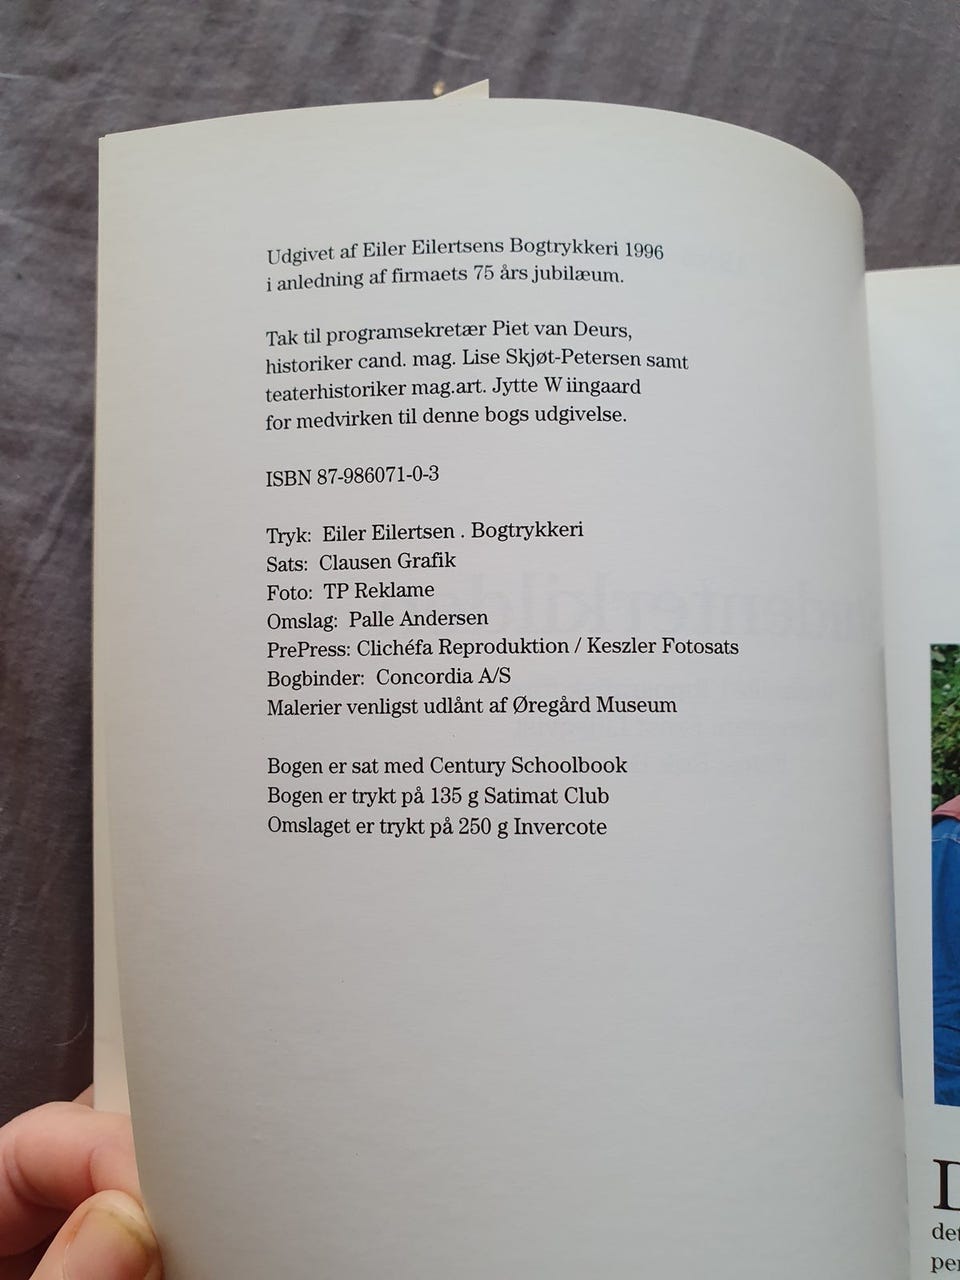 Udgivet af Eiler Eilertsens Bogtrykkeri 1996
i anledning af firmaets 75 års jubilæum.
Tak til programsekretær Piet van Deurs,
historiker cand. mag. Lise Skjøt-Petersen samt
teaterhistoriker mag.art. Jytte W iingaard
for medvirken til denne bogs udgivelse.
ISBN 87-986071-0-3
Tryk: Eiler Eilertsen . Bogtrykkeri
Sats: Clausen Grafik
Foto: TP Reklame
Omslag: Palle Andersen
PrePress: Clichéfa Reproduktion / Keszler Fotosats
Bogbinder: Concordia A/S
Malerier venligst udlånt af Øregård Museum
Bogen er sat med Century Schoolbook
Bogen er trykt på 135 g Satimat Club
Omslaget er trykt på 250 g Invercote